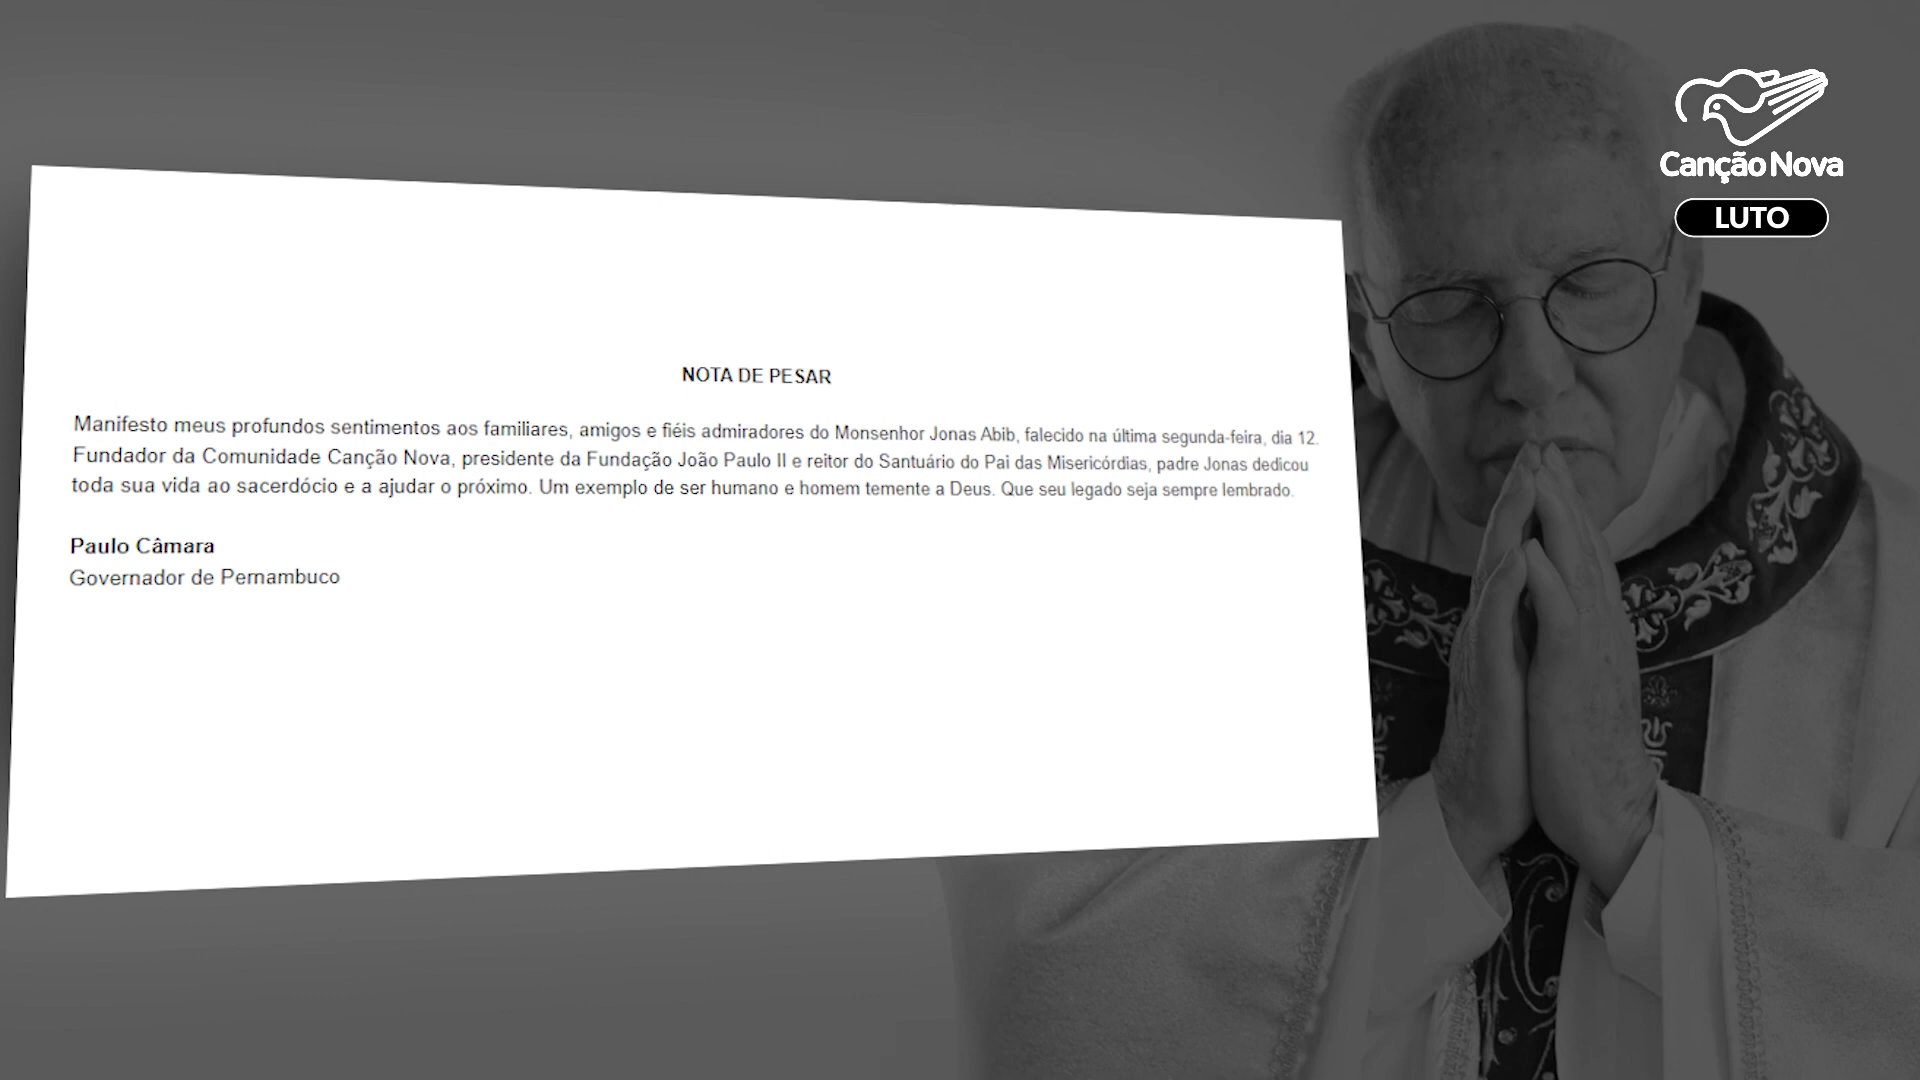 Canção Nova
LUTO
NOTA DE PESAR
Manifesto meus profundos sentimentos aos familiares, amigos e fiéis admiradores do Monsenhor Jonas Abib, falecido na última segunda-feira, dia 12.
Fundador da Comunidade Canção Nova, presidente da Fundação João Paulo II e reitor do Santuário do Pai das Misericórdias, padre Jonas dedicou
toda sua vida ao sacerdócio e a ajudar o próximo. Um exemplo de ser humano e homem temente a Deus. Que seu legado seja sempre lembrado.
Paulo Câmara
Governador de Pernambuco